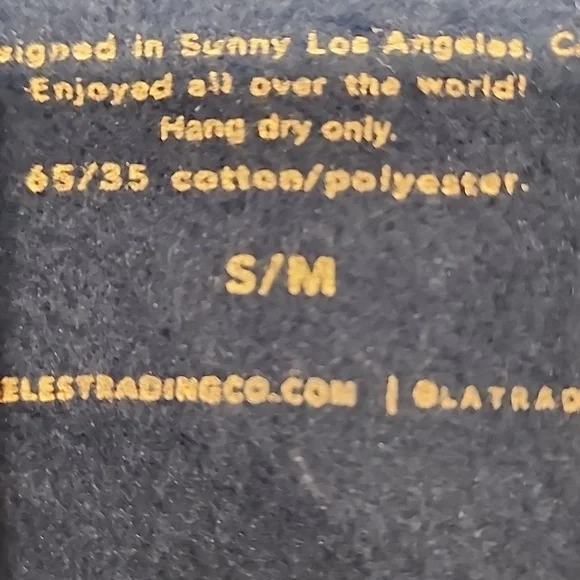 signed in Sunny Los Angeles, C
Enjoyed all over the world!
Hang dry only.
65/35 cotton/polyester.
S/M
ELESTRADINGCO.COM | @LATRAD